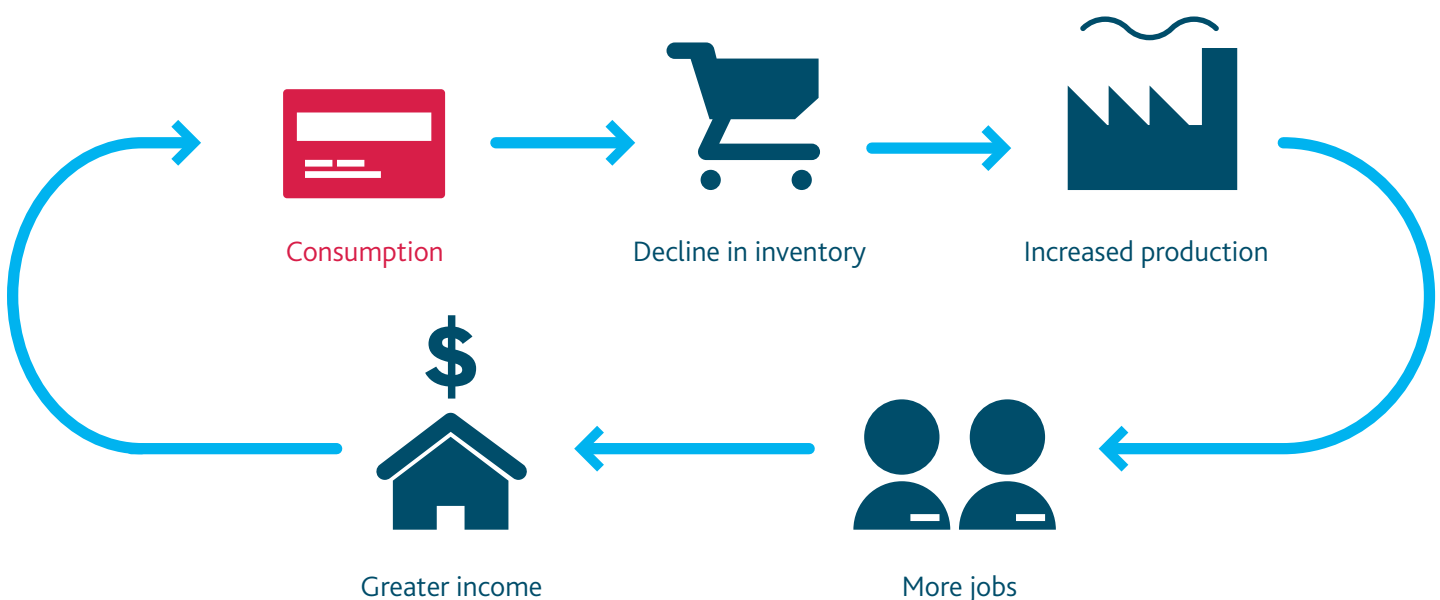 Consumption
Decline in inventory
Increased production
$
Greater income
More jobs